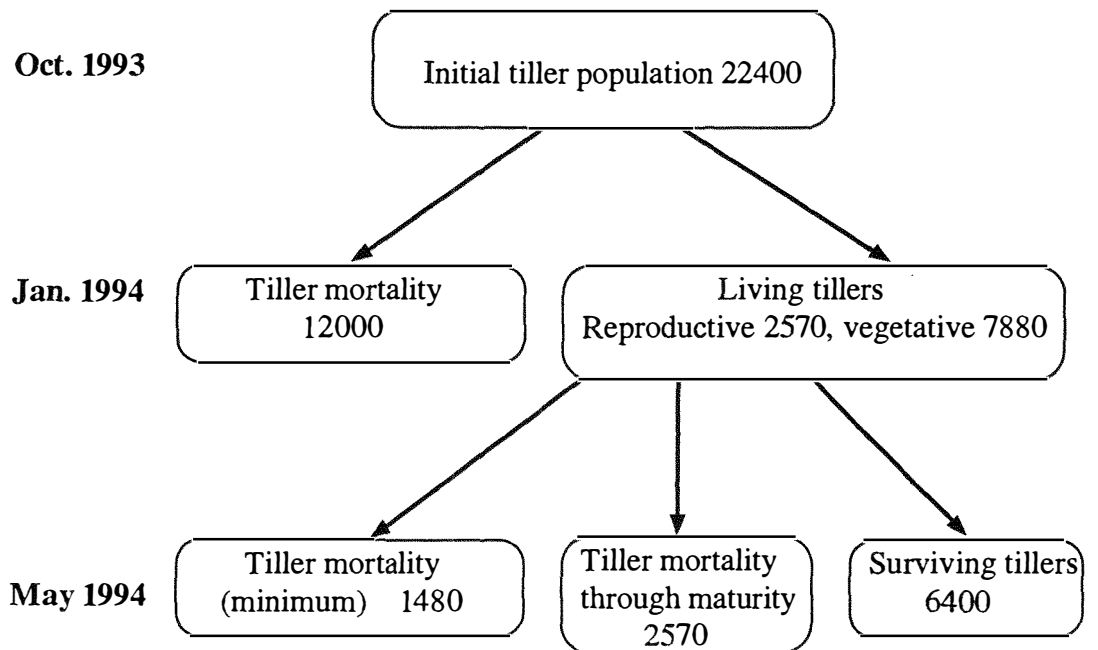 Oct. 1993
Initial tiller population 22400
Jan. 1994
Tiller mortality
12000
Living tillers
Reproductive 2570, vegetative 7880
May 1994
Tiller mortality
(minimum) 1480
Tiller mortality
through maturity
2570
Surviving tillers
6400